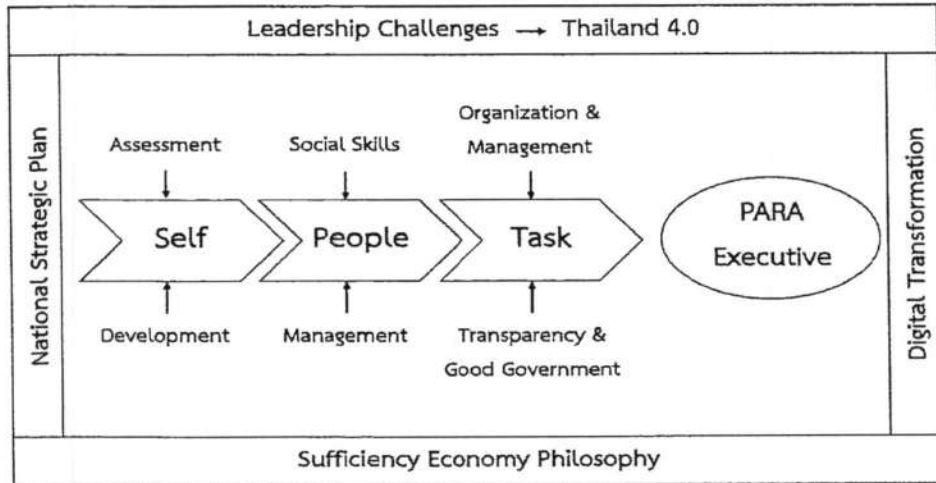 Leadership Challenges → Thailand 4.0
National Strategic Plan
Assessment
Social Skills
Organization &
Management
Self
People
Task
PARA
Executive
Development
Management
Transparency &
Good Government
Digital Transformation
Sufficiency Economy Philosophy